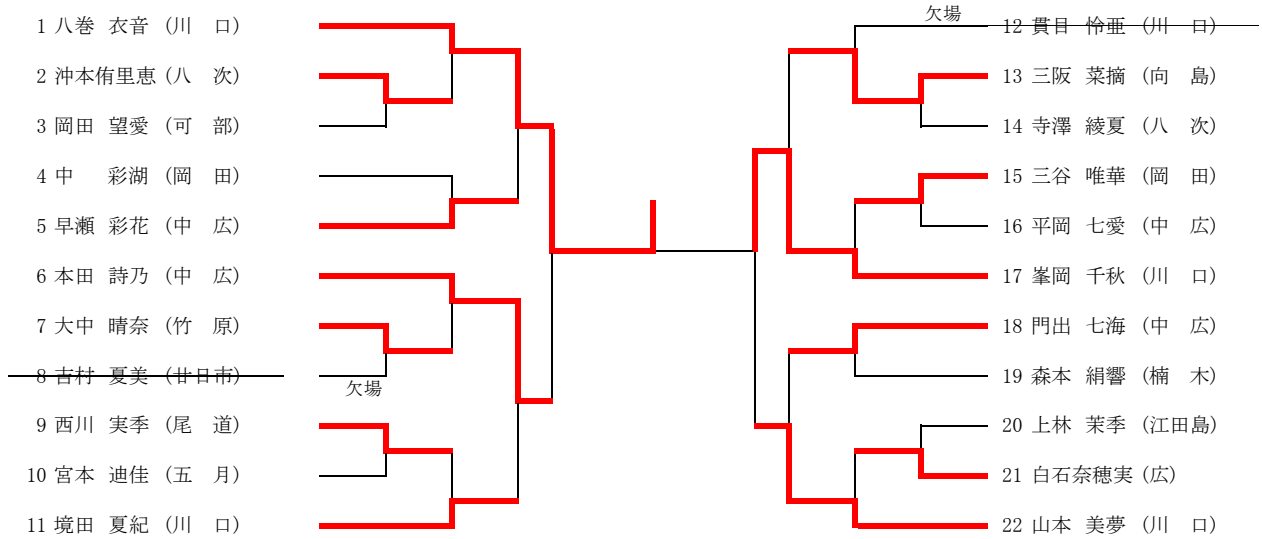 1 八巻 衣音 (川 口)
2 沖本侑里恵 (八 次)
3 岡田 望愛 (可 部)
4 中 彩湖 (岡 田)
5 早瀬 彩花 (中 広)
6 本田 詩乃 (中 広)
7 大中 晴奈 (竹 原)
8 吉村 夏美 (廿日市)
欠場
9 西川 実季 (尾 道)
10 宮本 迪佳 (五 月)
11 境田 夏紀 (川 口)
欠場
12 貫目 怜亜 (川 口)
13 三阪 菜摘 (向 島)
14 寺澤 綾夏 (八 次)
15 三谷 唯華 (岡 田)
16 平岡 七愛 (中 広)
17 峯岡 千秋 (川 口)
18 門出 七海 (中 広)
19 森本 絹響 (楠 木)
20 上林 茉季 (江田島)
21 白石奈穂実 (広)
22 山本 美夢 (川 口)